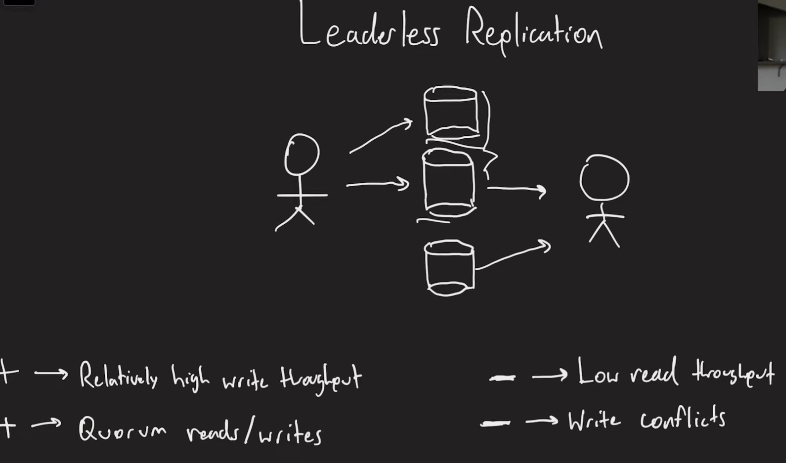 Leaderless Replication
+ → Relatively high write throughput
+ → Quorum reads/writes
— → Low read throughput
— → Write conflicts